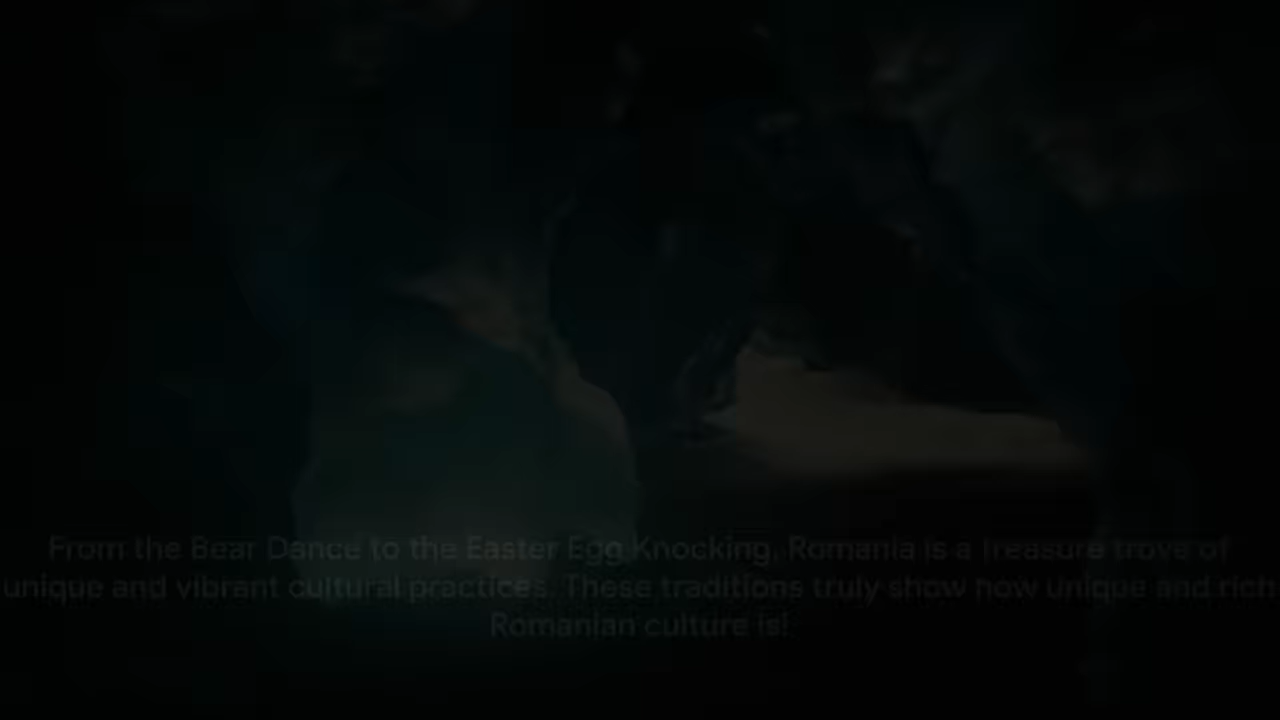 From the Bear Dance to the Easter Egg Knocking, Romania is a treasure trove of
unique and vibrant cultural practices. These traditions truly show how unique and rich
Romanian culture is!